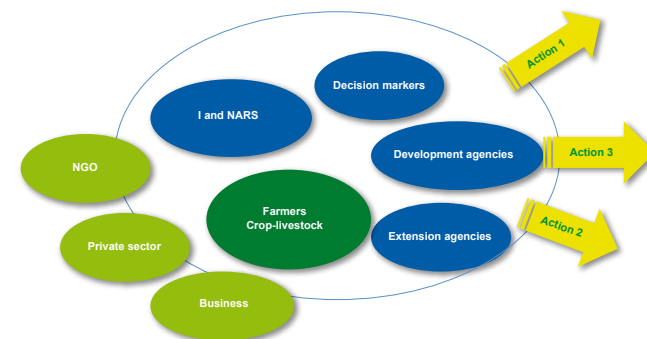 Action 1
Decision markers
I and NARS
Development agencies
Action 3
NGO
Farmers
Crop-livestock
Extension agencies
Action 2
Private sector
Business